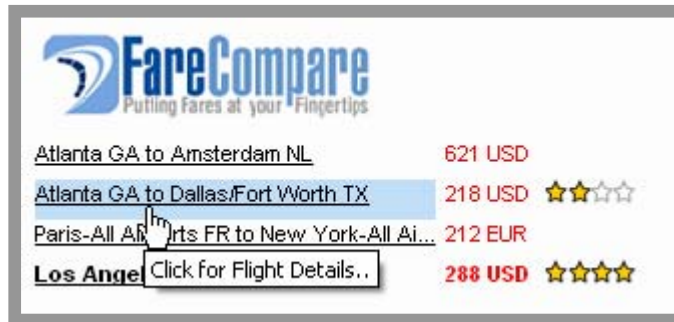 FareCompare
Putting Fares at your Fingertips
Atlanta GA to Amsterdam NL 621 USD
Atlanta GA to Dallas/Fort Worth TX 218 USD
Paris-All Ai rts FR to New York-All Ai... 212 EUR
Los Angel 288 USD
Click for Flight Details..